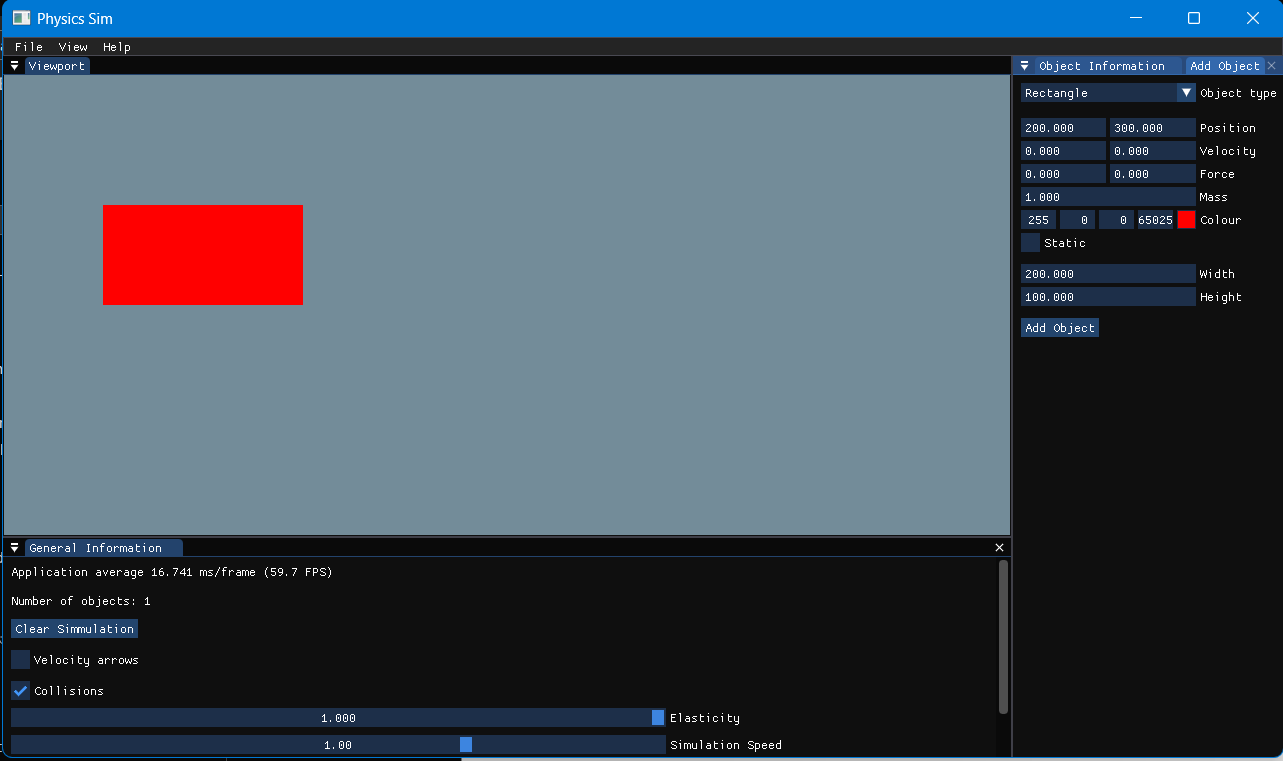 Physics Sim
File View Help
Viewport
Object Information Add Object
Rectangle Object type
200.000 300.000 Position
0.000 0.000 Velocity
0.000 0.000 Force
1.000 Mass
255 0 0 65025 Colour
Static
200.000 Width
100.000 Height
Add Object
General Information
Application average 16.741 ms/frame (59.7 FPS)
Number of objects: 1
Clear Simmulation
Velocity arrows
Collisions
1.000 Elasticity
1.00 Simulation Speed